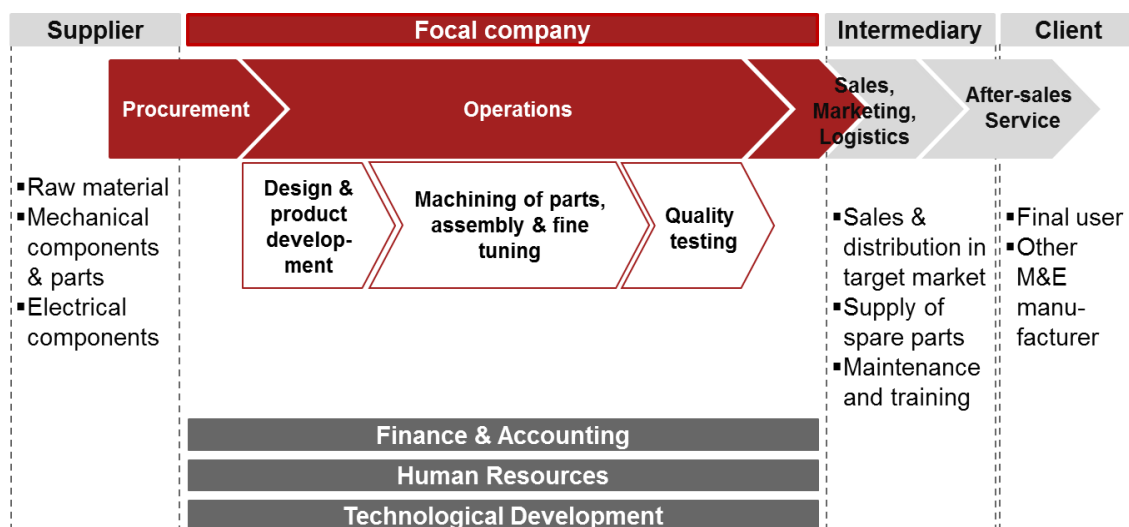 Supplier
Focal company
Intermediary
Client
Procurement
Operations
Sales,
Marketing,
Logistics
After-sales
Service
▪Raw material
▪Mechanical
components
& parts
▪Electrical
components
Design &
product
develop-
ment
Machining of parts,
assembly & fine
tuning
Quality
testing
▪Sales &
distribution in
target market
▪Supply of
spare parts
▪Maintenance
and training
▪Final user
▪Other
M&E
manu-
facturer
Finance & Accounting
Human Resources
Technological Development